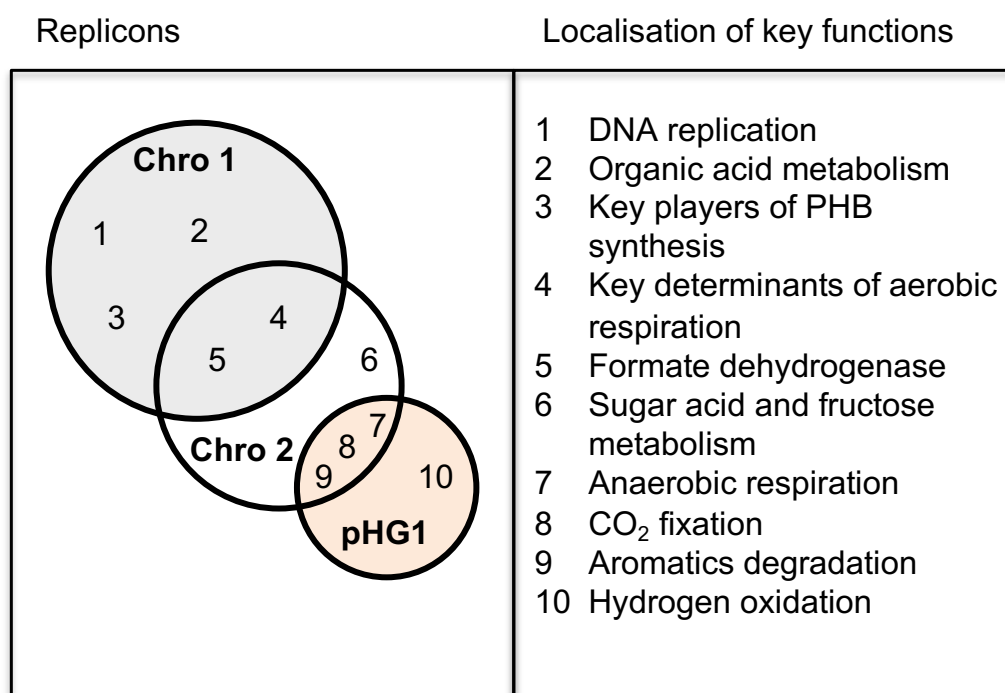 Replicons
Localisation of key functions
Chro 1
1 2
3 4
5 6
Chro 2
7
8
9 10
pHG1
1 DNA replication
2 Organic acid metabolism
3 Key players of PHB
synthesis
4 Key determinants of aerobic
respiration
5 Formate dehydrogenase
6 Sugar acid and fructose
metabolism
7 Anaerobic respiration
8 CO₂ fixation
9 Aromatics degradation
10 Hydrogen oxidation